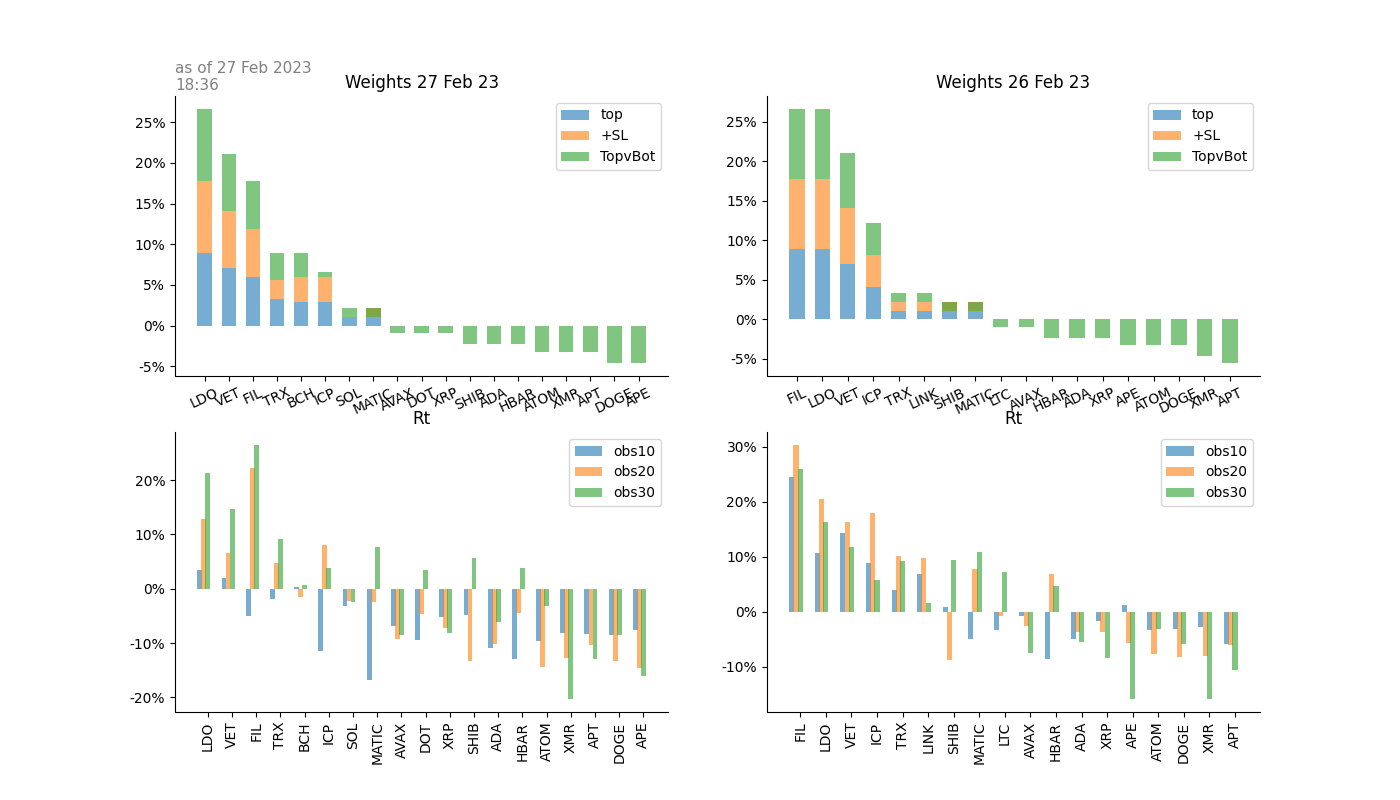 as of 27 Feb 2023
18:36
Weights 27 Feb 23
25%
20%
15%
10%
5%
0%
-5%
top
+SL
TopvBot
LDO VET FIL TRX BCH ICP SOL MATIC AVAX DOT XRP SHIB ADA HBAR ATOM XMR APT DOGE APE
Weights 26 Feb 23
25%
20%
15%
10%
5%
0%
-5%
top
+SL
TopvBot
FIL LDO VET ICP TRX LINK SHIB MATIC LTC AVAX HBAR ADA XRP APE ATOM DOGE XMR APT
Rt
20%
10%
0%
-10%
-20%
obs10
obs20
obs30
LDO VET FIL TRX BCH ICP SOL MATIC AVAX DOT XRP SHIB ADA HBAR ATOM XMR APT DOGE APE
Rt
30%
20%
10%
0%
-10%
obs10
obs20
obs30
FIL LDO VET ICP TRX LINK SHIB MATIC LTC AVAX HBAR ADA XRP APE ATOM DOGE XMR APT